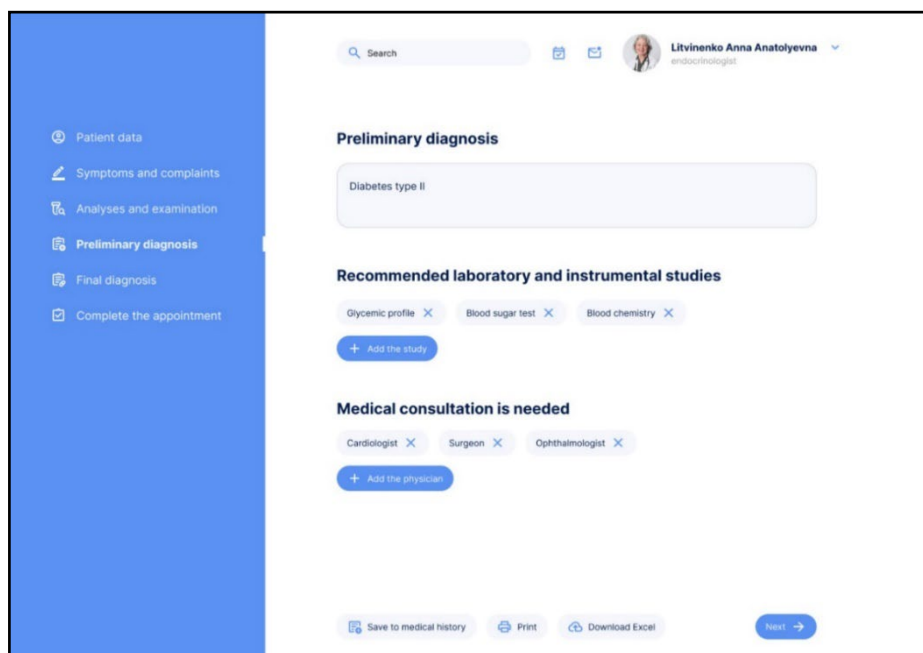 Search
Litvinenko Anna Anatolyevna
endocrinologist
Patient data
Symptoms and complaints
Analyses and examination
Preliminary diagnosis
Final diagnosis
Complete the appointment
Preliminary diagnosis
Diabetes type II
Recommended laboratory and instrumental studies
Glycemic profile Blood sugar test Blood chemistry
Add the study
Medical consultation is needed
Cardiologist Surgeon Ophthalmologist
Add the physician
Save to medical history Print Download Excel Next